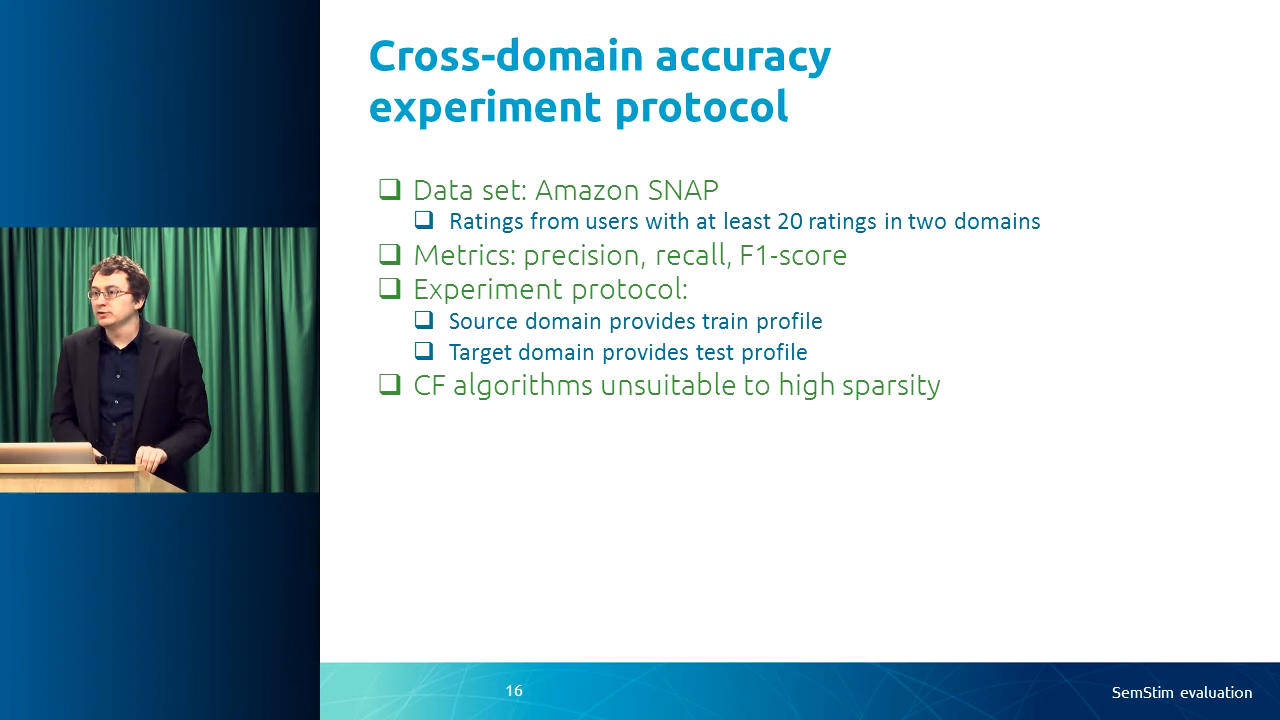 Cross-domain accuracy
experiment protocol
❑ Data set: Amazon SNAP
❑ Ratings from users with at least 20 ratings in two domains
❑ Metrics: precision, recall, F1-score
❑ Experiment protocol:
❑ Source domain provides train profile
❑ Target domain provides test profile
❑ CF algorithms unsuitable to high sparsity
16
SemStim evaluation